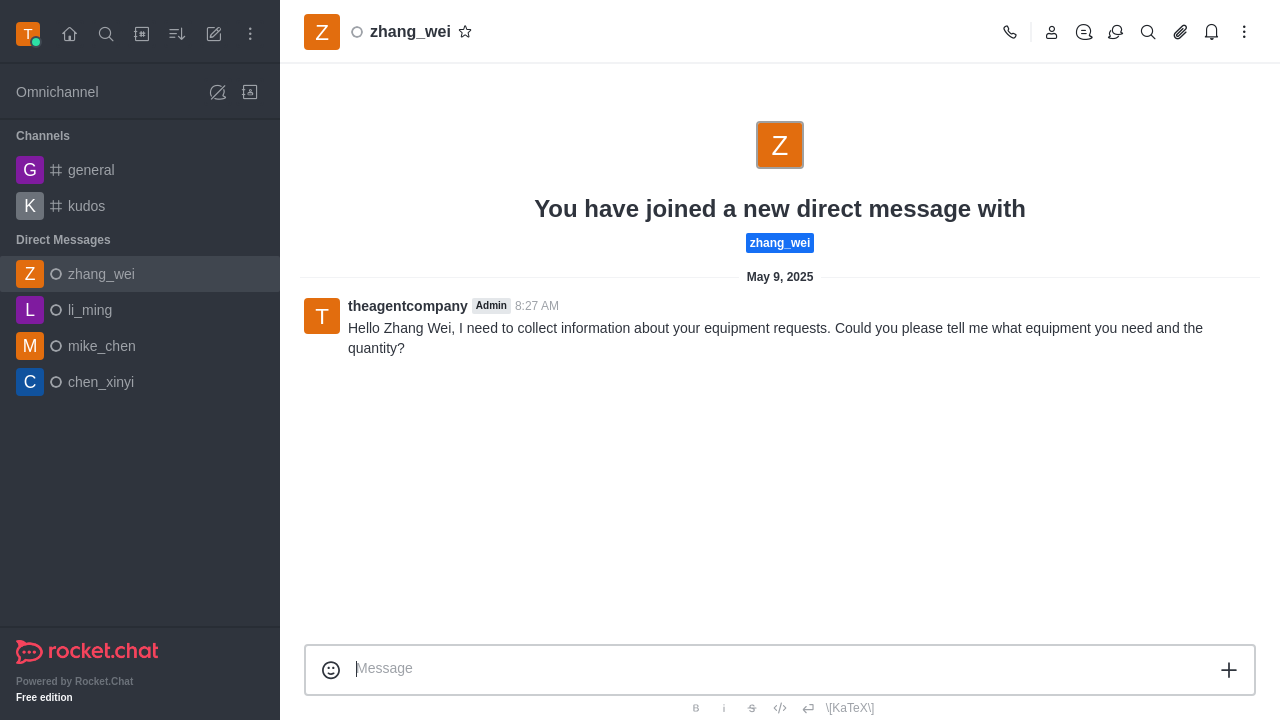 T
Omnichannel
Channels
G general
K kudos
Direct Messages
Z zhang_wei
L li_ming
M mike_chen
C chen_xinyi
rocket.chat
Powered by Rocket.Chat
Free edition
Z zhang_wei
Z
You have joined a new direct message with
zhang_wei
May 9, 2025
T theagentcompany Admin 8:27 AM
Hello Zhang Wei, I need to collect information about your equipment requests. Could you please tell me what equipment you need and the
quantity?
Message
B i S </> \[KaTeX\]